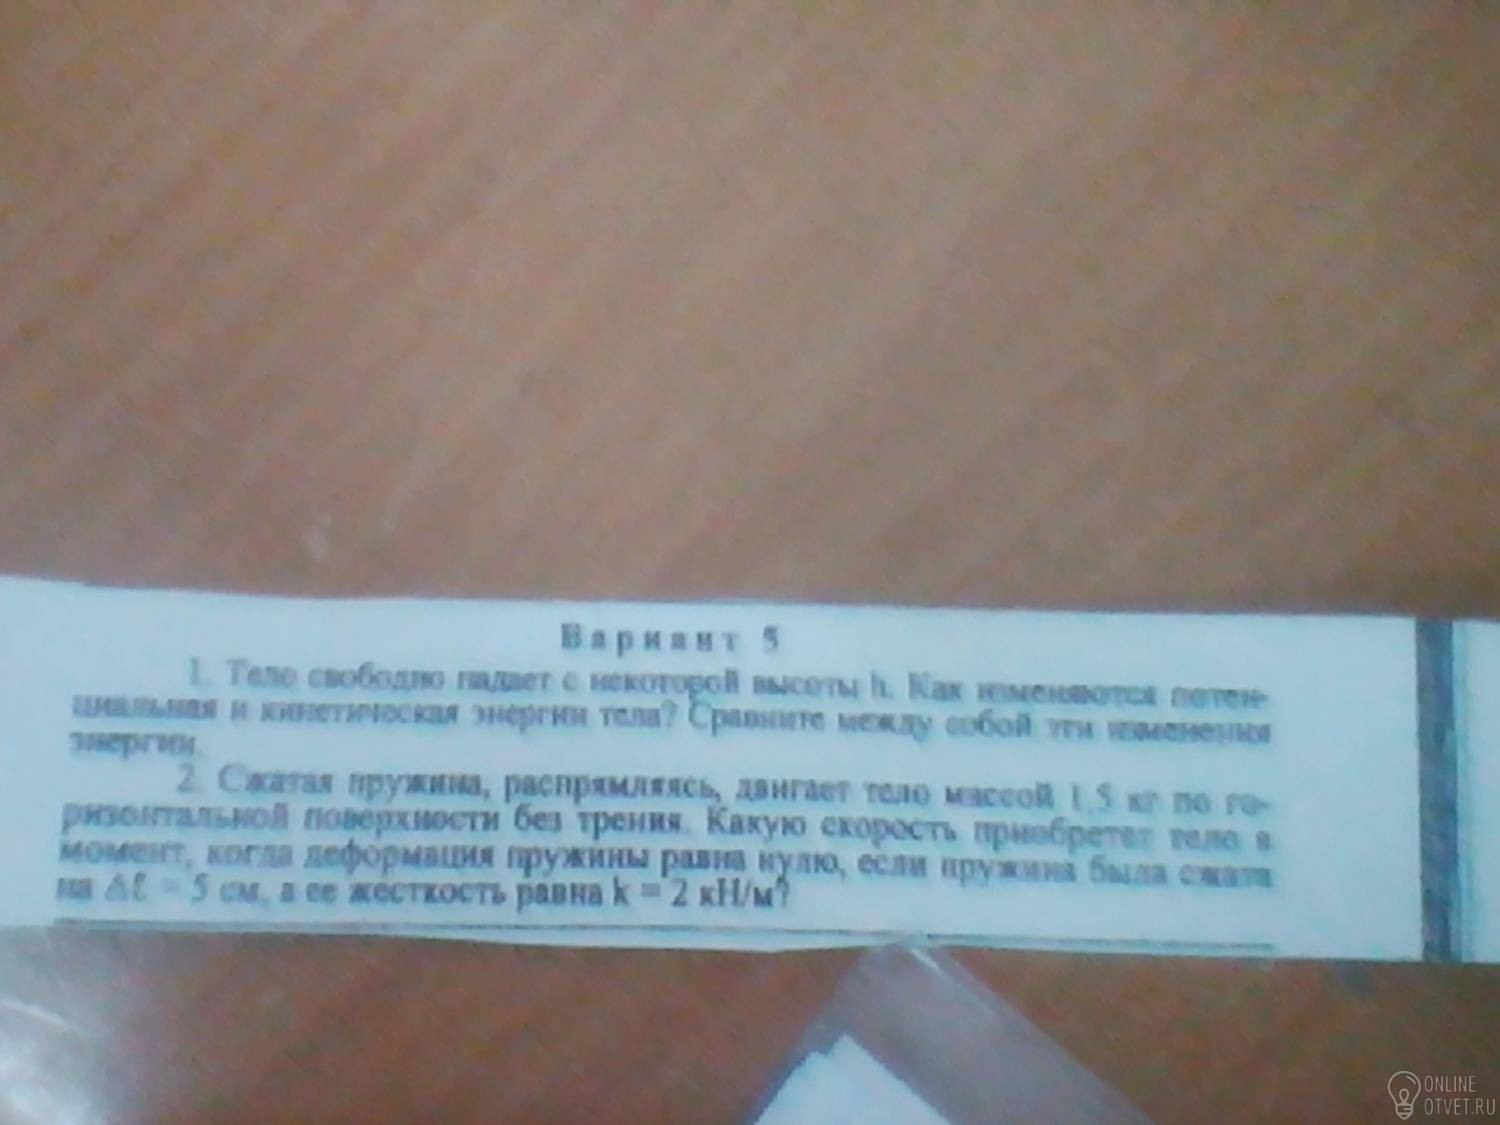 Вариант 5
1. Тело свободно падает с некоторой высоты h. Как изменяются потен-
циальная и кинетическая энергии тела? Сравните между собой эти изменения
энергии.
2. Сжатая пружина, распрямляясь, двигает тело массой 1,5 кг по го-
ризонтальной поверхности без трения. Какую скорость приобретет тело в
момент, когда деформация пружины равна нулю, если пружина была сжата
на Δℓ = 5 см, а ее жесткость равна k = 2 кН/м?
ONLINE
OTVET.RU